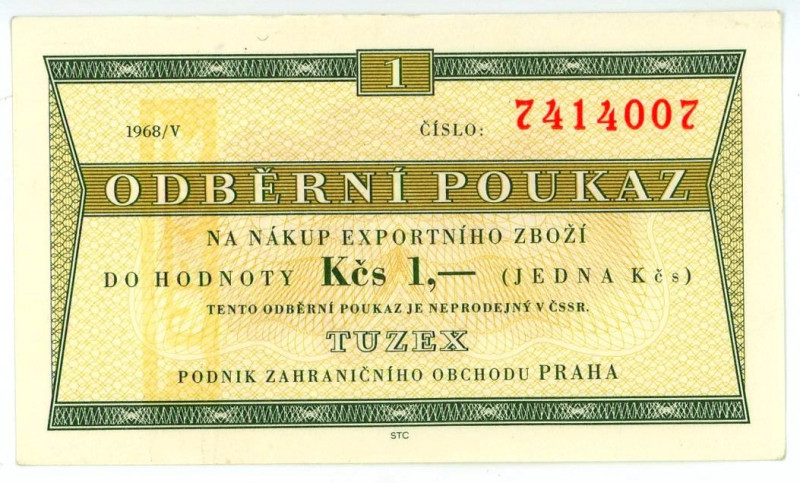 1
1968/V ČÍSLO: 7414007
ODBĚRNÍ POUKAZ
NA NÁKUP EXPORTNÍHO ZBOŽÍ
DO HODNOTY Kčs 1,— (JEDNA Kčs)
TENTO ODBĚRNÍ POUKAZ JE NEPRODEJNÝ V ČSSR.
TUZEX
PODNIK ZAHRANIČNÍHO OBCHODU PRAHA
STC